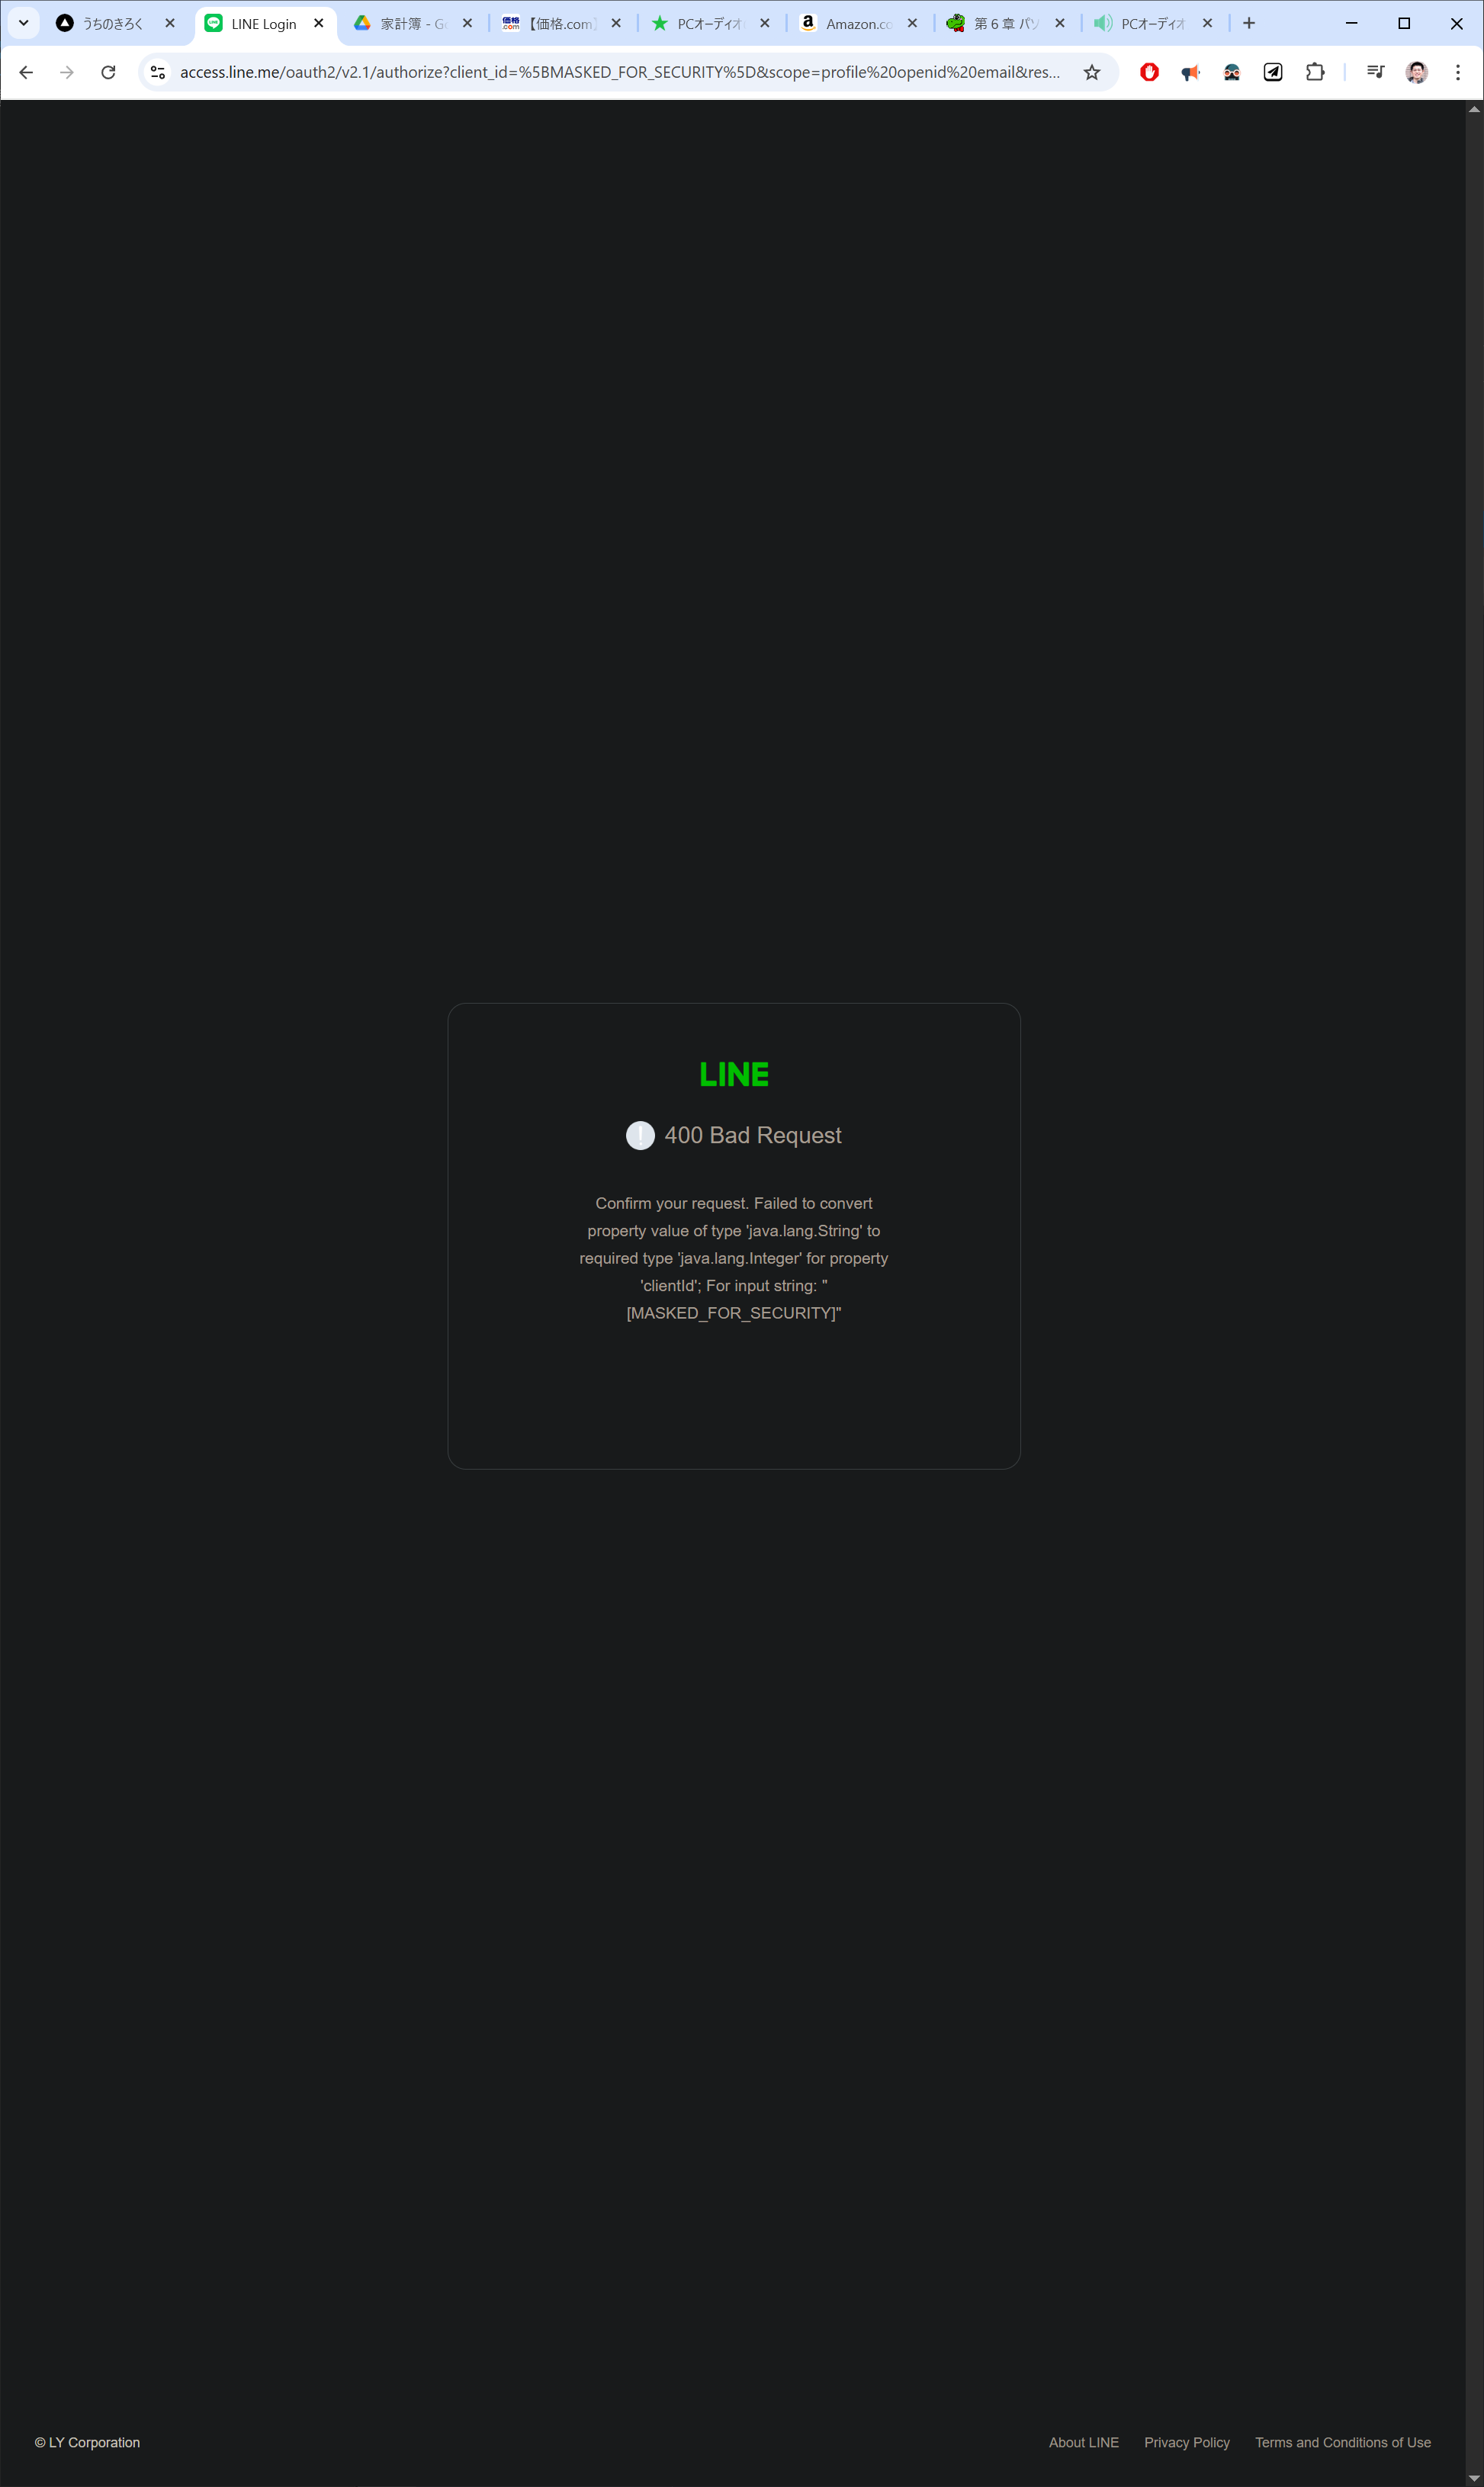 うちのきろく
LINE Login
家計簿 - Go
【価格.com】
PCオーディオ
Amazon.co
第 6 章 パソ
PCオーディオ
access.line.me/oauth2/v2.1/authorize?client_id=%5BMASKED_FOR_SECURITY%5D&scope=profile%20openid%20email&res...
LINE
400 Bad Request
Confirm your request. Failed to convert
property value of type 'java.lang.String' to
required type 'java.lang.Integer' for property
'clientId'; For input string: "
[MASKED_FOR_SECURITY]"
© LY Corporation
About LINE
Privacy Policy
Terms and Conditions of Use